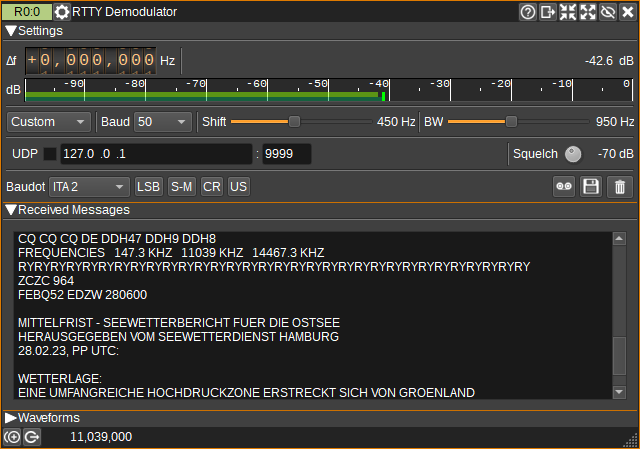 R0:0 RTTY Demodulator
Settings
Δf +0,000,000 Hz -42.6 dB
dB -90 -80 -70 -60 -50 -40 -30 -20 -10 0
Custom Baud 50 Shift 450 Hz BW 950 Hz
UDP 127.0 .0 .1 : 9999 Squelch -70 dB
Baudot ITA 2 LSB S-M CR US
Received Messages
CQ CQ CQ DE DDH47 DDH9 DDH8
FREQUENCIES 147.3 KHZ 11039 KHZ 14467.3 KHZ
RYRYRYRYRYRYRYRYRYRYRYRYRYRYRYRYRYRYRYRYRYRYRYRYRYRYRYRYRYRYRYRYRY
ZCZC 964
FEBQ52 EDZW 280600
MITTELFRIST - SEEWETTERBERICHT FUER DIE OSTSEE
HERAUSGEGEBEN VOM SEEWETTERDIENST HAMBURG
28.02.23, PP UTC:
WETTERLAGE:
EINE UMFANGREICHE HOCHDRUCKZONE ERSTRECKT SICH VON GROENLAND
Waveforms
11,039,000